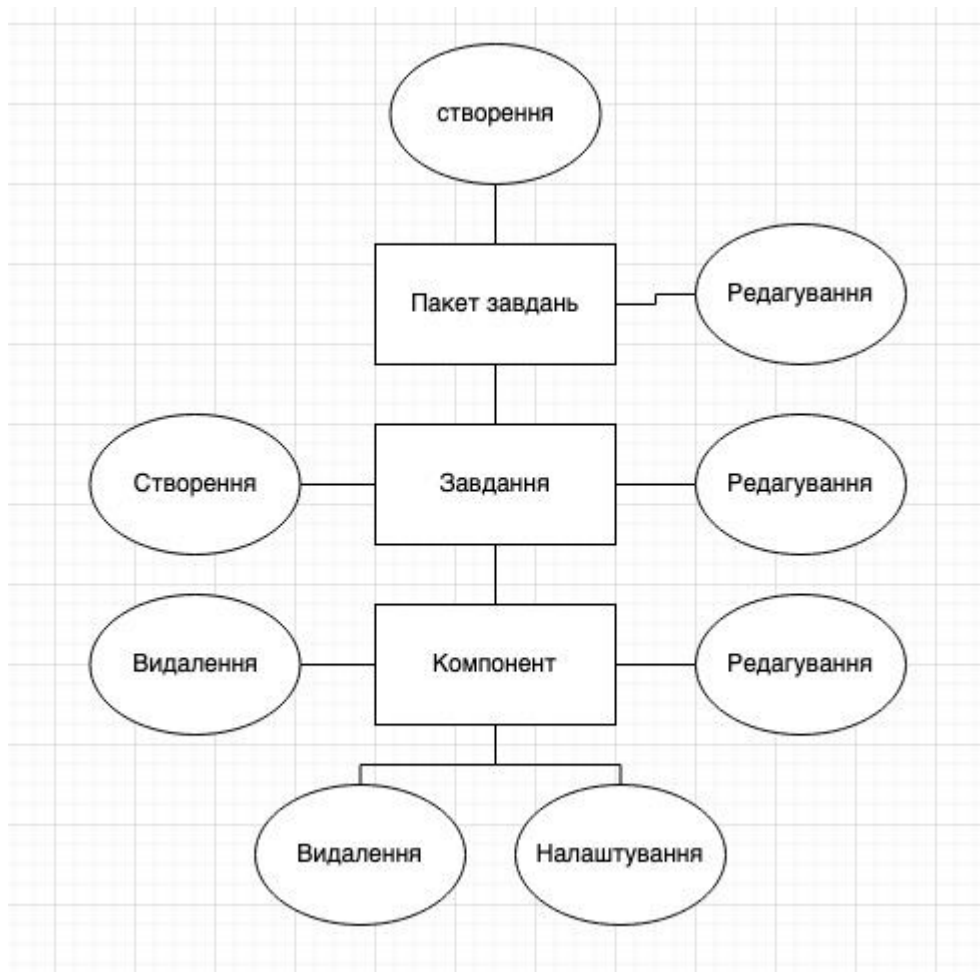 створення
Пакет завдань
Редагування
Створення
Завдання
Редагування
Видалення
Компонент
Редагування
Видалення
Налаштування